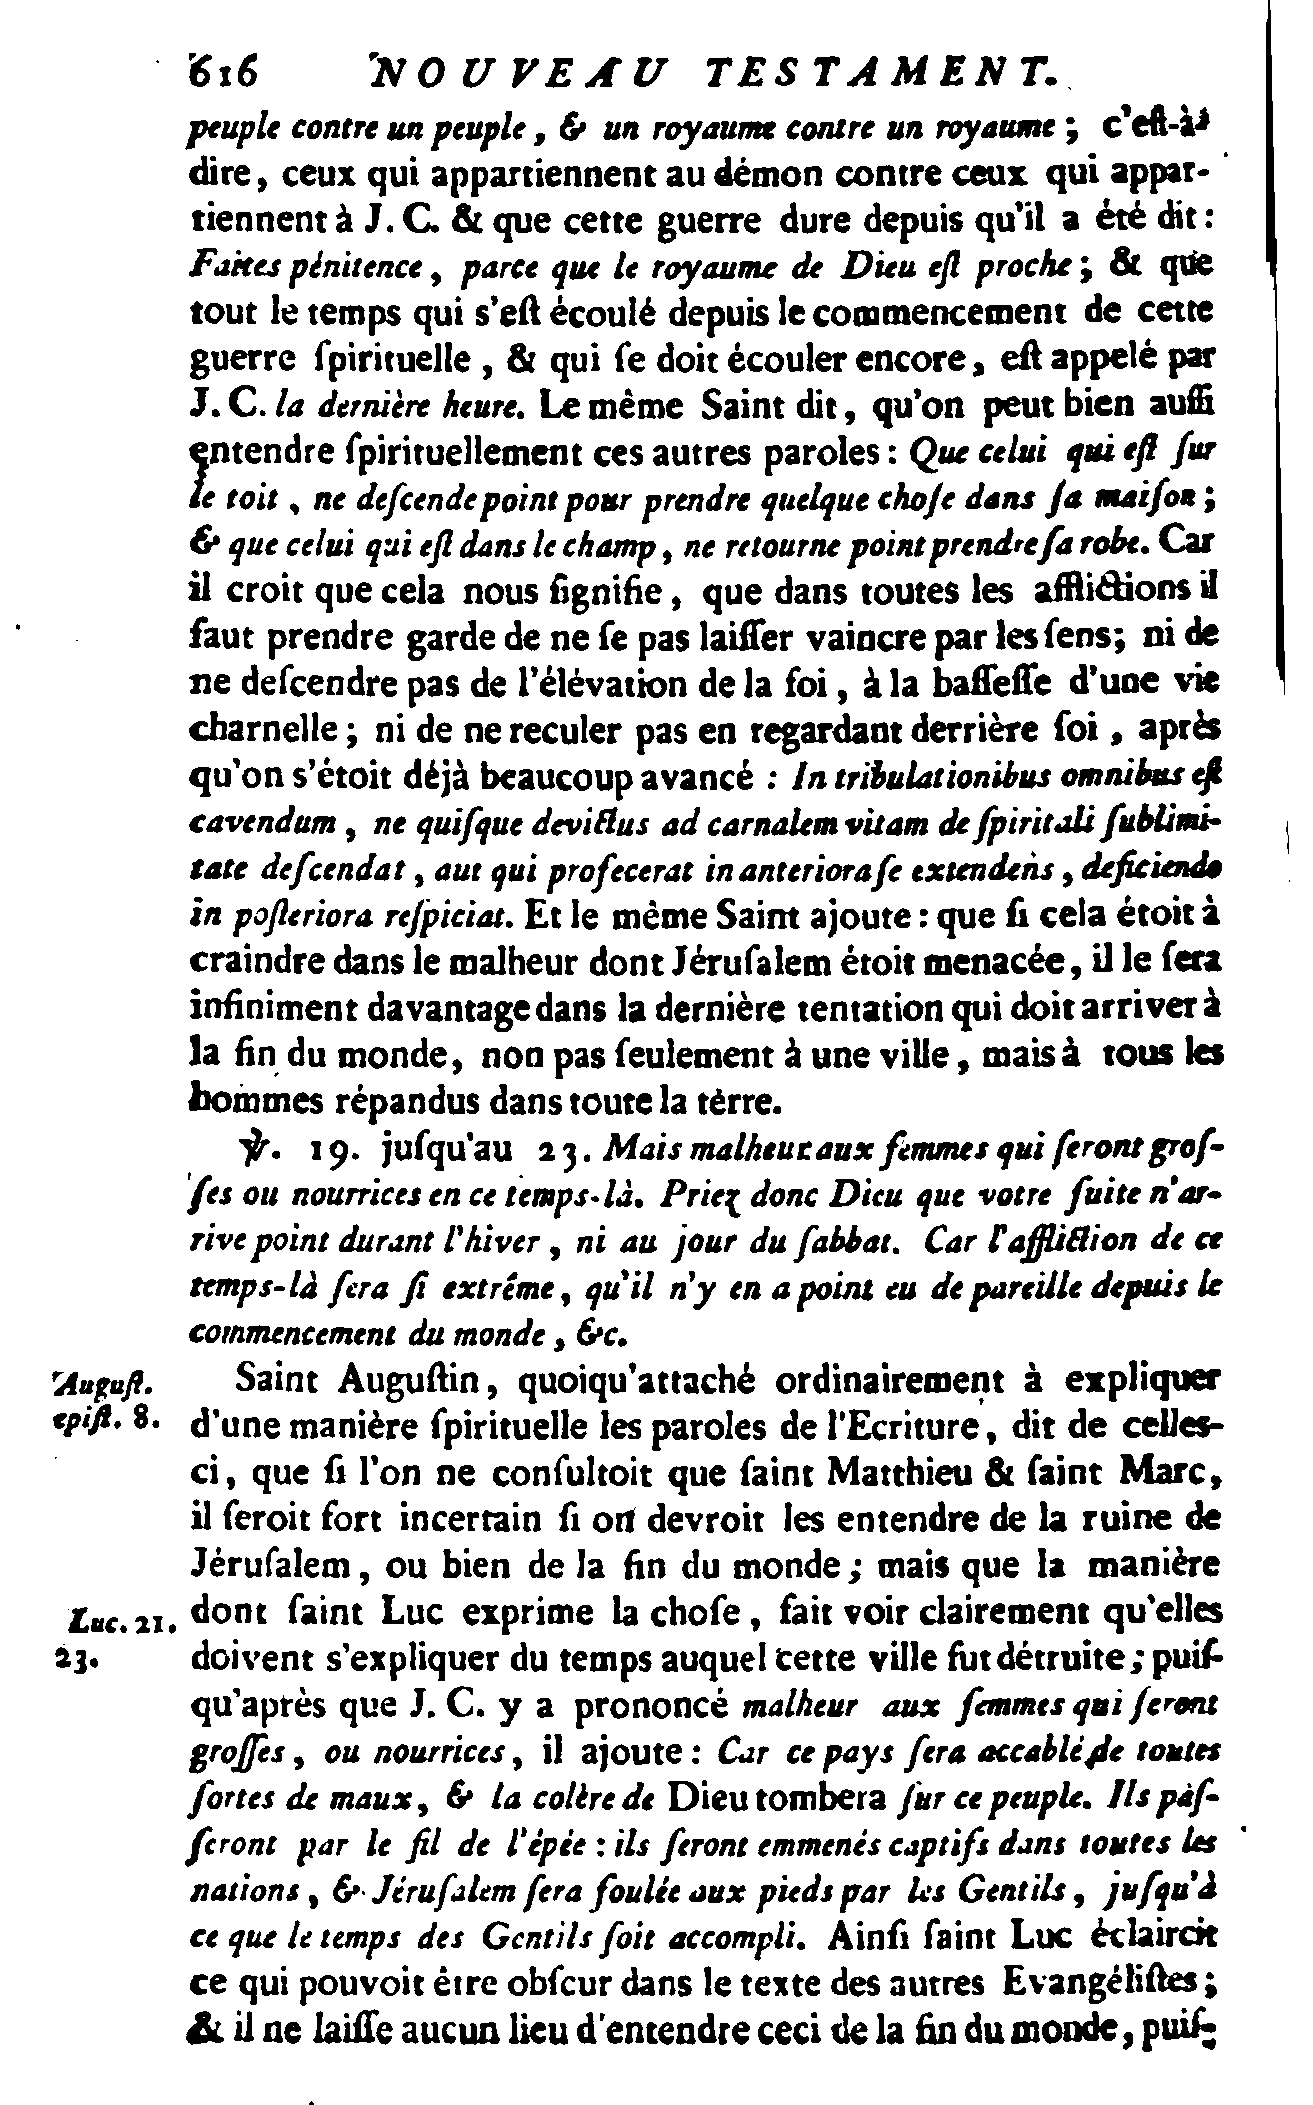 616 NOUVEAU TESTAMENT.
peuple contre un peuple, & un royaume contre un royaume; c'eſt-à-
dire, ceux qui appartiennent au démon contre ceux qui appar-
tiennent à J. C. & que cette guerre dure depuis qu'il a été dit:
Faites pénitence, parce que le royaume de Dieu eſt proche; & que
tout le temps qui s'eſt écoulé depuis le commencement de cette
guerre ſpirituelle, & qui ſe doit écouler encore, eſt appelé par
J. C. la dernière heure. Le même Saint dit, qu'on peut bien auſſi
entendre ſpirituellement ces autres paroles: Que celui qui eſt ſur
le toit, ne deſcende point pour prendre quelque choſe dans ſa maiſon;
& que celui qui eſt dans le champ, ne retourne point prendre ſa robe. Car
il croit que cela nous ſignifie, que dans toutes les afflictions il
faut prendre garde de ne ſe pas laiſſer vaincre par les ſens; ni de
ne deſcendre pas de l'élévation de la foi, à la baſſeſſe d'une vie
charnelle; ni de ne reculer pas en regardant derrière ſoi, après
qu'on s'étoit déjà beaucoup avancé: In tribulationibus omnibus eſt
cavendum, ne quiſque devictus ad carnalem vitam de ſpiritali ſublimi-
tate deſcendat, aut qui profecerat in anteriora ſe extendens, deficiendo
in poſteriora reſpiciat. Et le même Saint ajoute: que ſi cela étoit à
craindre dans le malheur dont Jéruſalem étoit menacée, il le ſera
infiniment davantage dans la dernière tentation qui doit arriver à
la fin du monde, non pas ſeulement à une ville, mais à tous les
hommes répandus dans toute la terre.
℣. 19. juſqu'au 23. Mais malheur aux femmes qui ſeront groſ-
ſes ou nourrices en ce temps-là. Priez donc Dieu que votre fuite n'ar-
rive point durant l'hiver, ni au jour du ſabbat. Car l'affliction de ce
temps-là ſera ſi extrême, qu'il n'y en a point eu de pareille depuis le
commencement du monde, &c.
Auguſt.
epiſt. 8.
Saint Auguſtin, quoiqu'attaché ordinairement à expliquer
d'une manière ſpirituelle les paroles de l'Ecriture, dit de celles-
ci, que ſi l'on ne conſultoit que ſaint Matthieu & ſaint Marc,
il ſeroit fort incertain ſi on devroit les entendre de la ruine de
Jéruſalem, ou bien de la fin du monde; mais que la manière
Luc. 21.
23.
dont ſaint Luc exprime la choſe, fait voir clairement qu'elles
doivent s'expliquer du temps auquel cette ville fut détruite; puiſ-
qu'après que J. C. y a prononcé malheur aux femmes qui ſeront
groſſes, ou nourrices, il ajoute: Car ce pays ſera accablé de toutes
ſortes de maux, & la colère de Dieu tombera ſur ce peuple. Ils paſ-
ſeront par le fil de l'épée: ils ſeront emmenés captifs dans toutes les
nations, & Jéruſalem ſera foulée aux pieds par les Gentils, juſqu'à
ce que le temps des Gentils ſoit accompli. Ainſi ſaint Luc éclaircit
ce qui pouvoit être obſcur dans le texte des autres Evangéliſtes;
& il ne laiſſe aucun lieu d'entendre ceci de la fin du monde, puiſ-